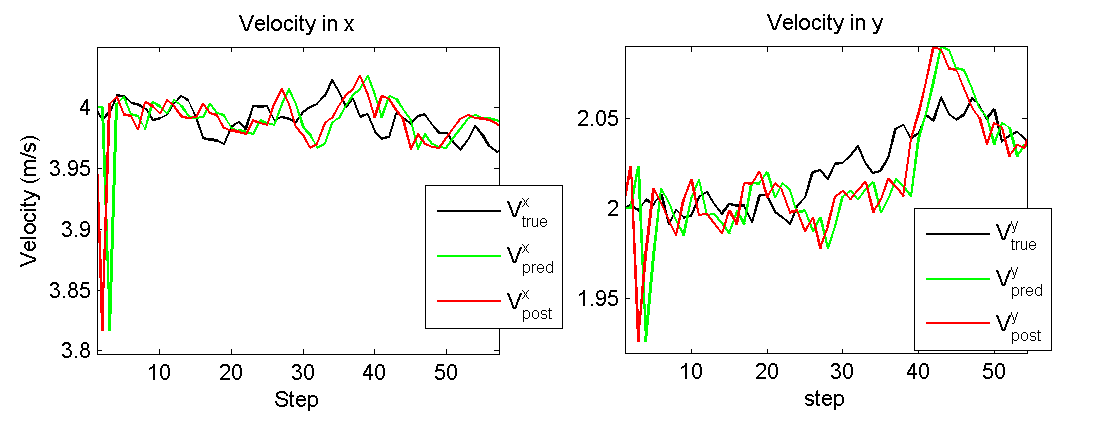 Velocity in x
Velocity in y
Velocity (m/s)
4
3.95
3.9
3.85
3.8
10
20
30
40
50
Step
V^x_true
V^x_pred
V^x_post
2.05
2
1.95
10
20
30
40
50
step
V^y_true
V^y_pred
V^y_post